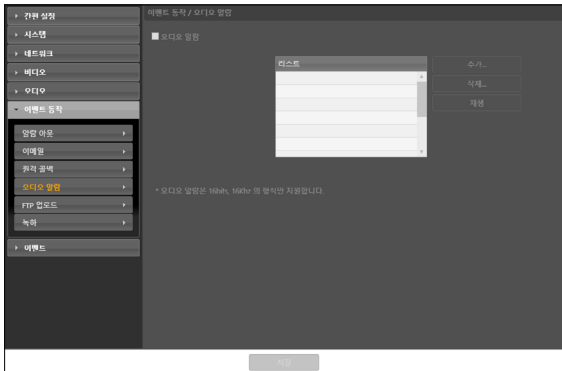 간편 설정
시스템
네트워크
비디오
오디오
이벤트 동작
알람 아웃
이메일
원격 콜백
오디오 알람
FTP 업로드
녹화
이벤트
이벤트 동작 / 오디오 알람
오디오 알람
리스트
추가...
삭제...
재생
* 오디오 알람은 16bits, 16Khz 의 형식만 지원합니다.
저장